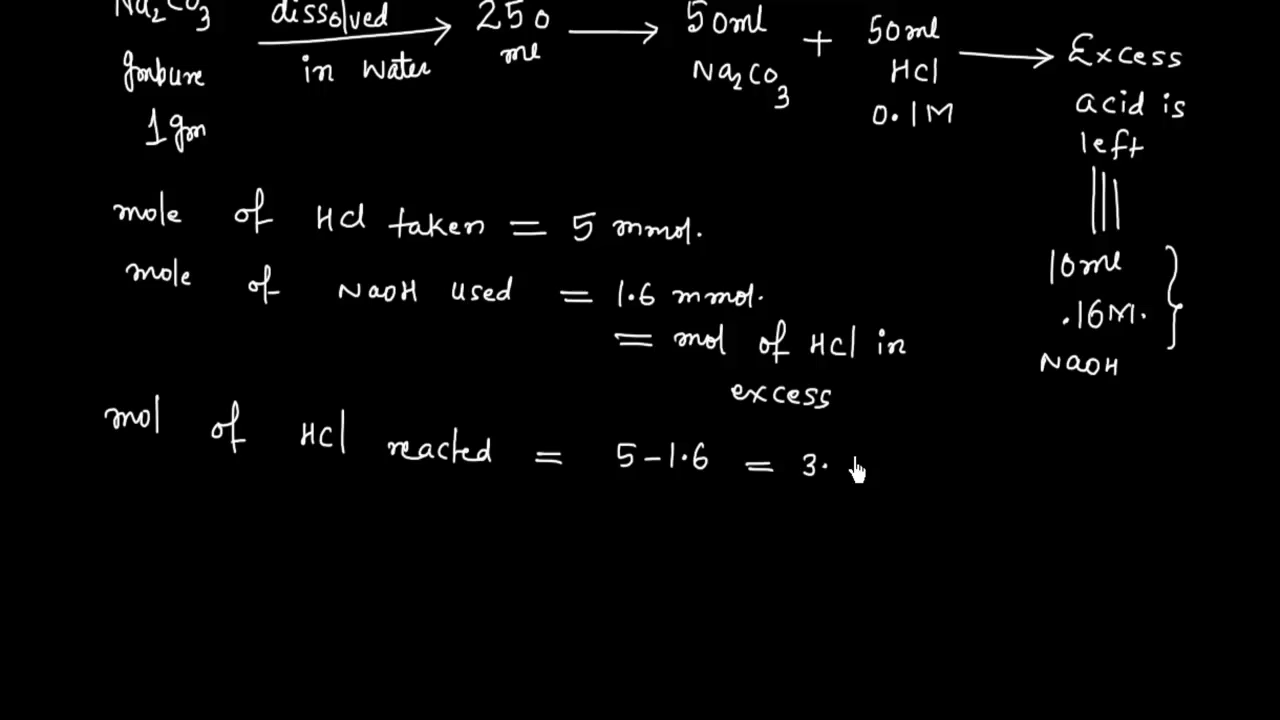 Na2CO3 dissolved 250 50ml + 50ml Excess
Impure in water ml Na2CO3 HCl acid is
1gm 0.1M left
mole of HCl taken = 5 mmol.
mole of NaOH used = 1.6 mmol.
= mol of HCl in
excess
10ml
.16M.
NaOH
mol of HCl reacted = 5-1.6 = 3.